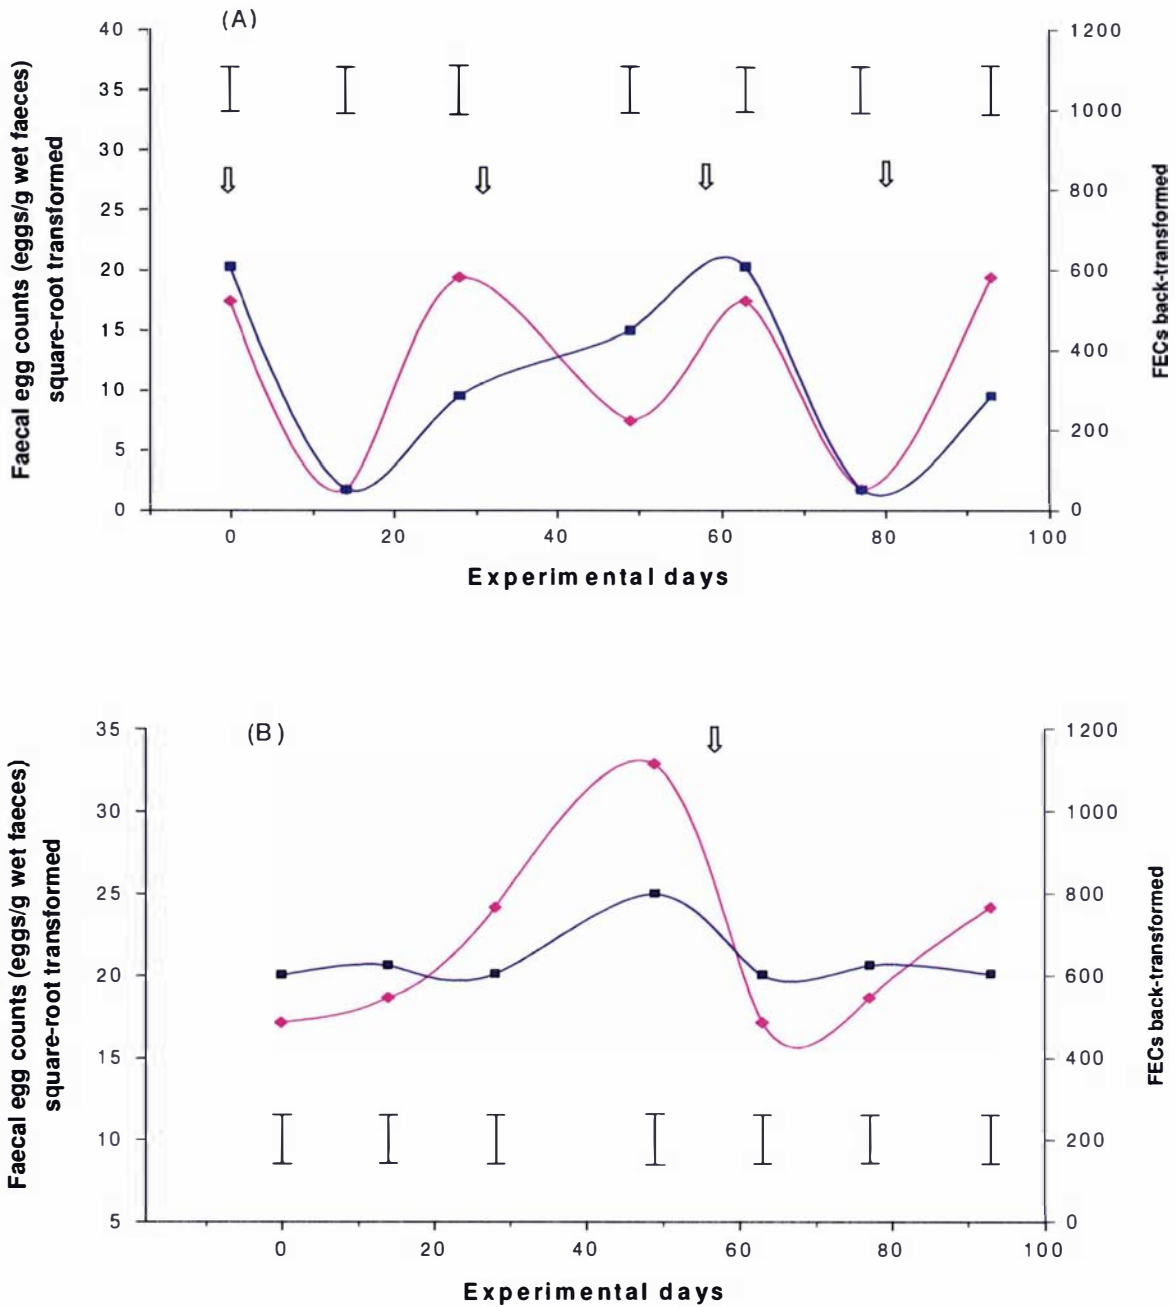 (A)
Faecal egg counts (eggs/g wet faeces)
square-root transformed
40
35
30
25
20
15
10
5
0
1200
1000
800
600
400
200
0
FECs back-transformed
0 20 40 60 80 100
Experimental days
(B)
Faecal egg counts (eggs/g wet faeces)
square-root transformed
35
30
25
20
15
10
5
1200
1000
800
600
400
200
0
FECs back-transformed
0 20 40 60 80 100
Experimental days